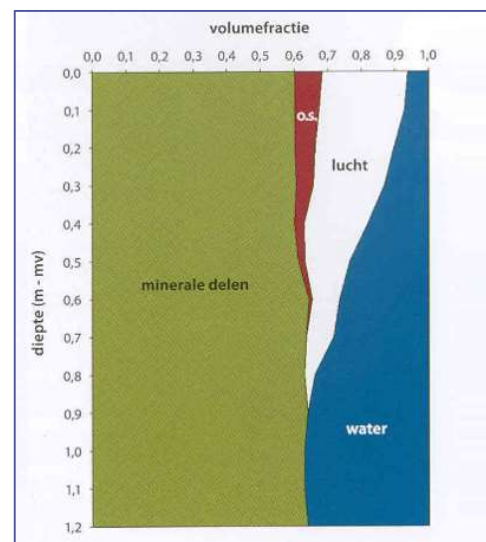 volumefractie
0,0 0,1 0,2 0,3 0,4 0,5 0,6 0,7 0,8 0,9 1,0
diepte (m - mv)
0,0
0,1
0,2
0,3
0,4
0,5
0,6
0,7
0,8
0,9
1,0
1,1
1,2
o.s.
lucht
minerale delen
water